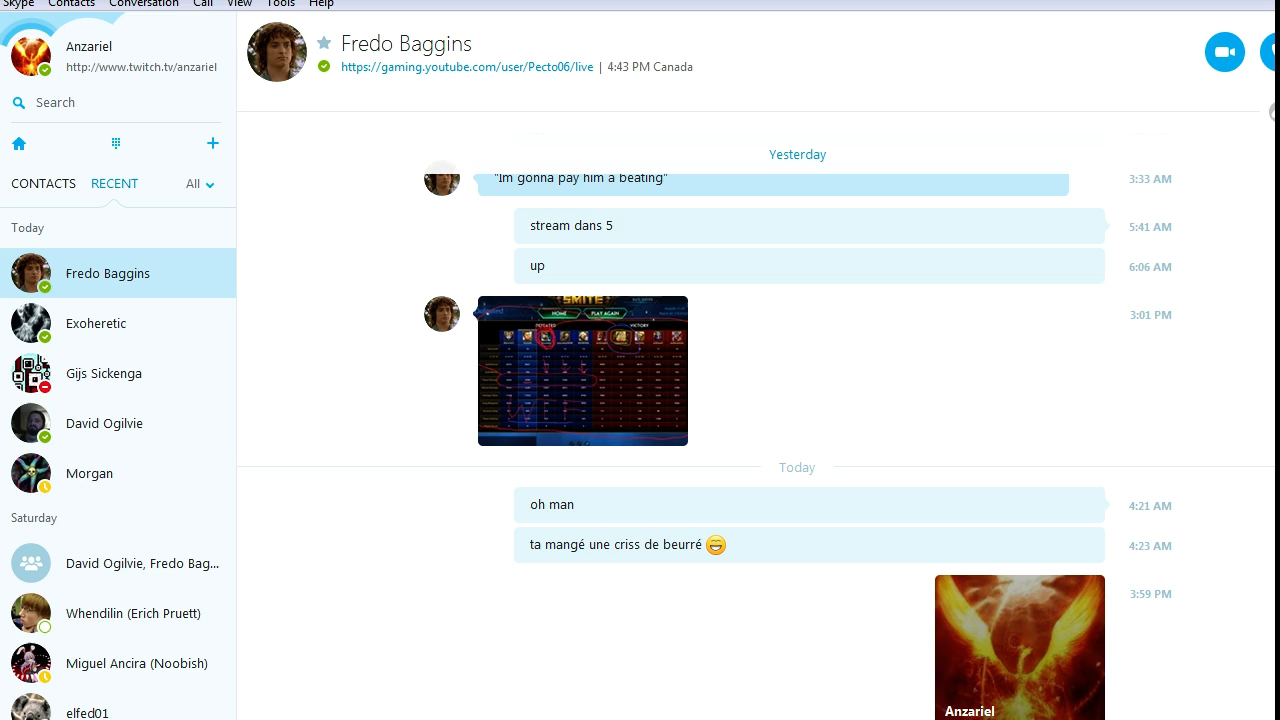 Skype Contacts Conversation Call View Tools Help
Anzariel
http://www.twitch.tv/anzariel
Search
CONTACTS RECENT All
Today
Fredo Baggins
Exoheretic
Gijs Sickenga
David Ogilvie
Morgan
Saturday
David Ogilvie, Fredo Bag...
Whendilin (Erich Pruett)
Miguel Ancira (Noobish)
elfed01
Fredo Baggins
https://gaming.youtube.com/user/Pecto06/live | 4:43 PM Canada
Yesterday
"Im gonna pay him a beating" 3:33 AM
stream dans 5 5:41 AM
up 6:06 AM
3:01 PM
SMITE
HOME PLAY AGAIN
DEFEATED VICTORY
Today
oh man 4:21 AM
ta mangé une criss de beurré 4:23 AM
3:59 PM
Anzariel